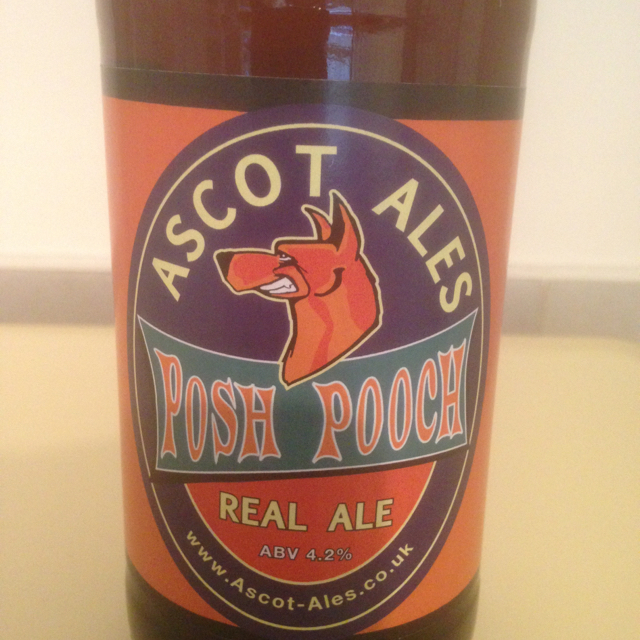 ASCOT ALES
POSH POOCH
REAL ALE
ABV 4.2%
www.Ascot-Ales.co.uk